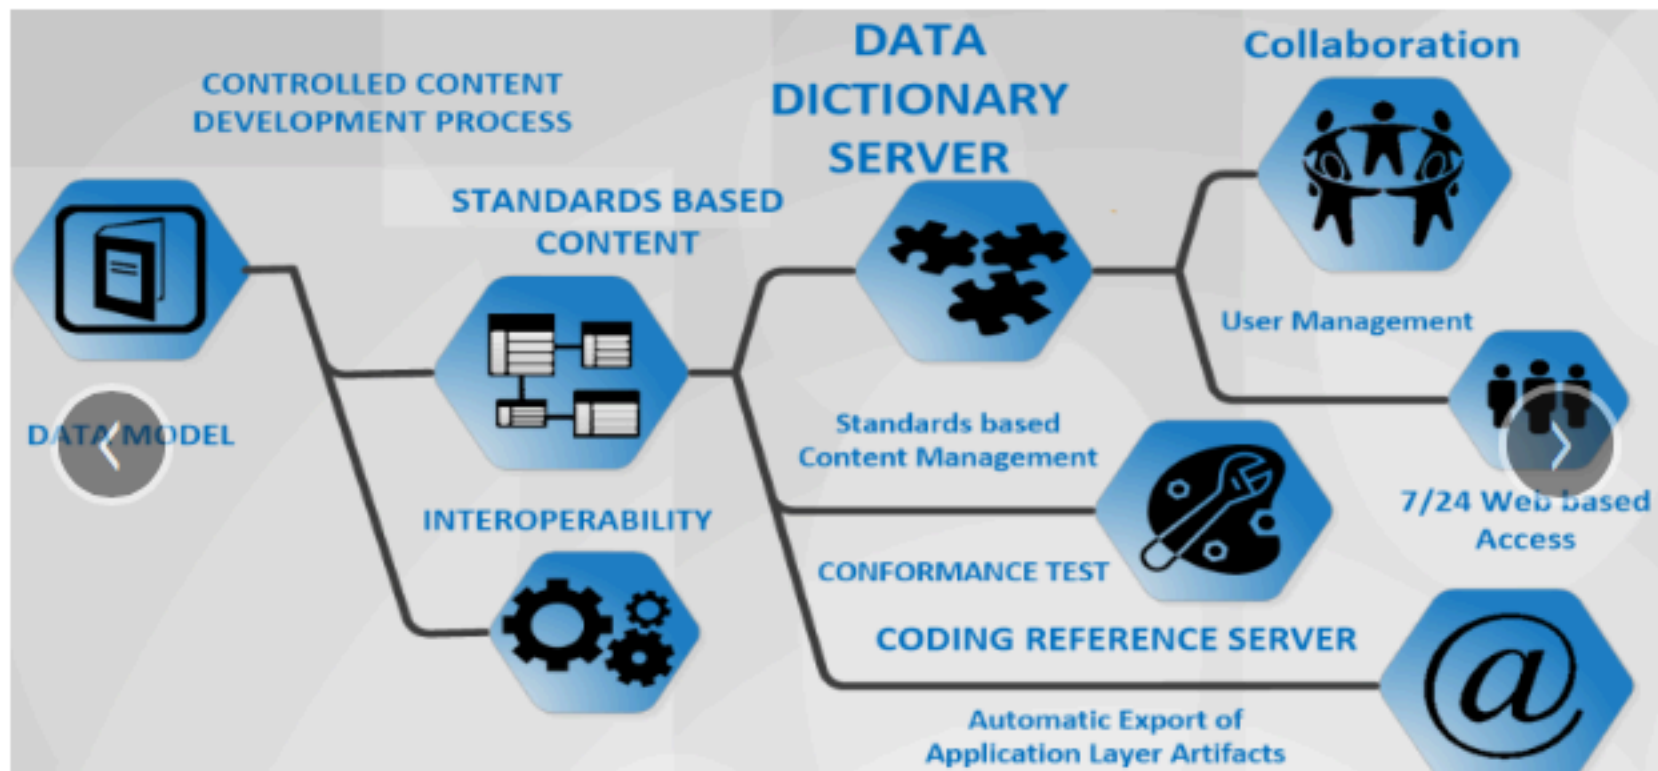 CONTROLLED CONTENT
DEVELOPMENT PROCESS
DATA MODEL
STANDARDS BASED
CONTENT
INTEROPERABILITY
DATA
DICTIONARY
SERVER
Collaboration
User Management
7/24 Web based
Access
Standards based
Content Management
CONFORMANCE TEST
CODING REFERENCE SERVER
@
Automatic Export of
Application Layer Artifacts